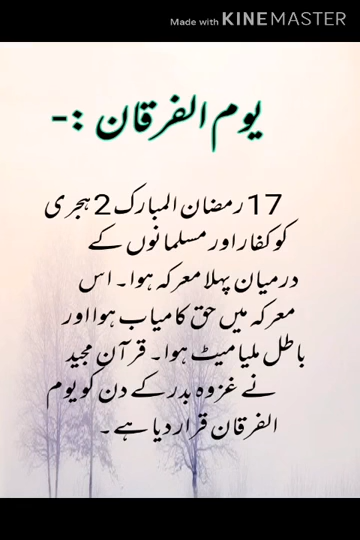 Made with KINEMASTER
یوم الفرقان :-
17 رمضان المبارک 2 ہجری
کو کفار اور مسلمانوں کے
درمیان پہلا معرکہ ہوا۔ اس
معرکہ میں حق کامیاب ہوا اور
باطل ملیا میٹ ہوا۔ قرآن مجید
نے غزوہ بدر کے دن کو یوم
الفرقان قرار دیا ہے۔